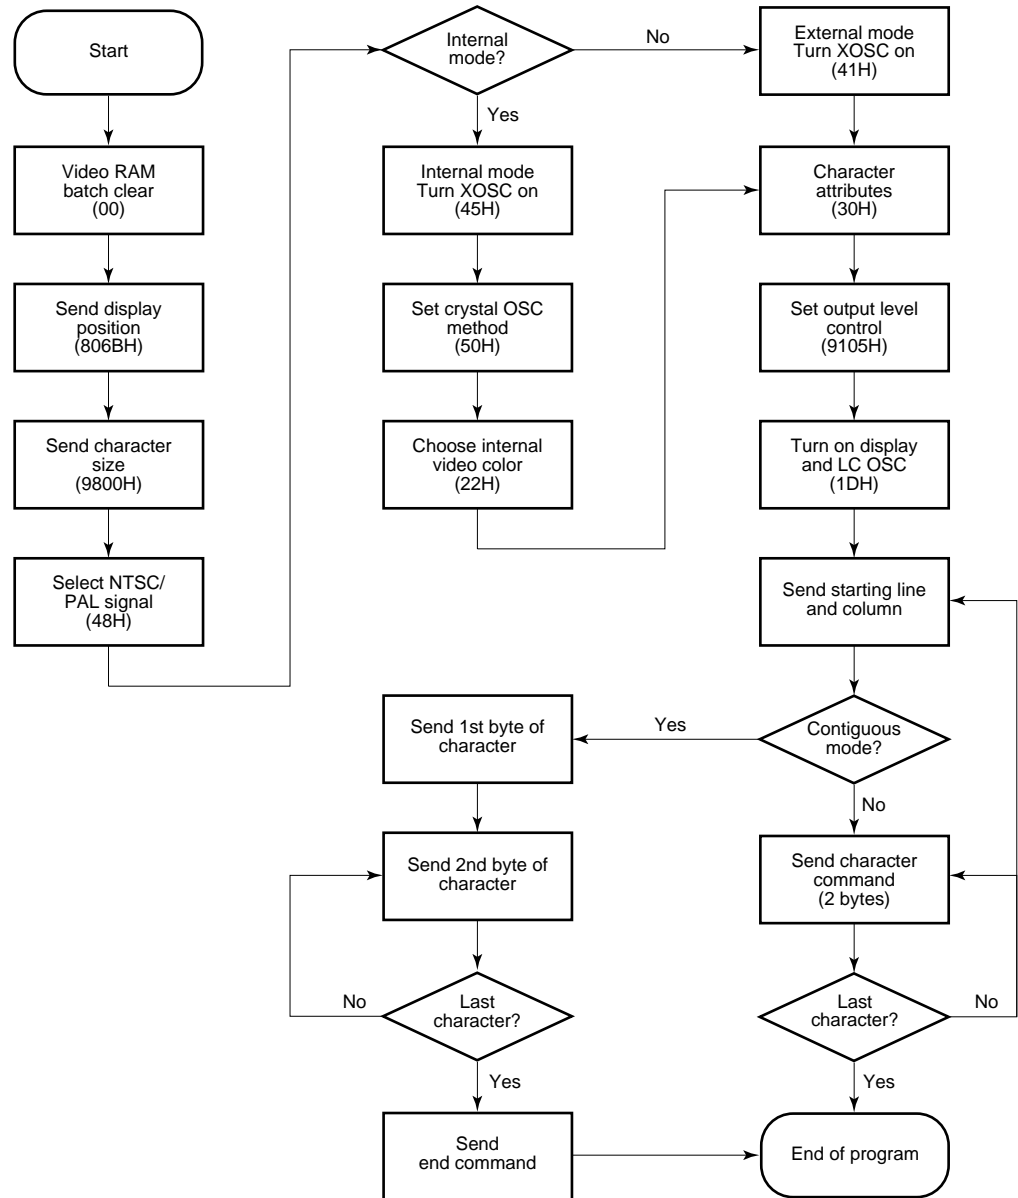 Start
Video RAM
batch clear
(00)
Send display
position
(806BH)
Send character
size
(9800H)
Select NTSC/
PAL signal
(48H)
Internal
mode?
No
Yes
Internal mode
Turn XOSC on
(45H)
Set crystal OSC
method
(50H)
Choose internal
video color
(22H)
External mode
Turn XOSC on
(41H)
Character
attributes
(30H)
Set output level
control
(9105H)
Turn on display
and LC OSC
(1DH)
Send starting line
and column
Contiguous
mode?
Yes
No
Send 1st byte of
character
Send 2nd byte of
character
Last
character?
No
Yes
Send
end command
Send character
command
(2 bytes)
Last
character?
No
Yes
End of program